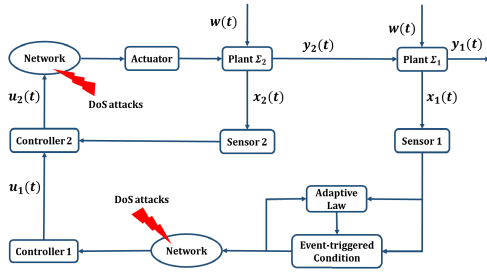 w(t)
w(t)
y₂(t)
y₁(t)
Network
Actuator
Plant Σ₂
Plant Σ₁
u₂(t)
DoS attacks
x₂(t)
x₁(t)
Controller 2
Sensor 2
Sensor 1
u₁(t)
DoS attacks
Adaptive
Law
Controller 1
Network
Event-triggered
Condition